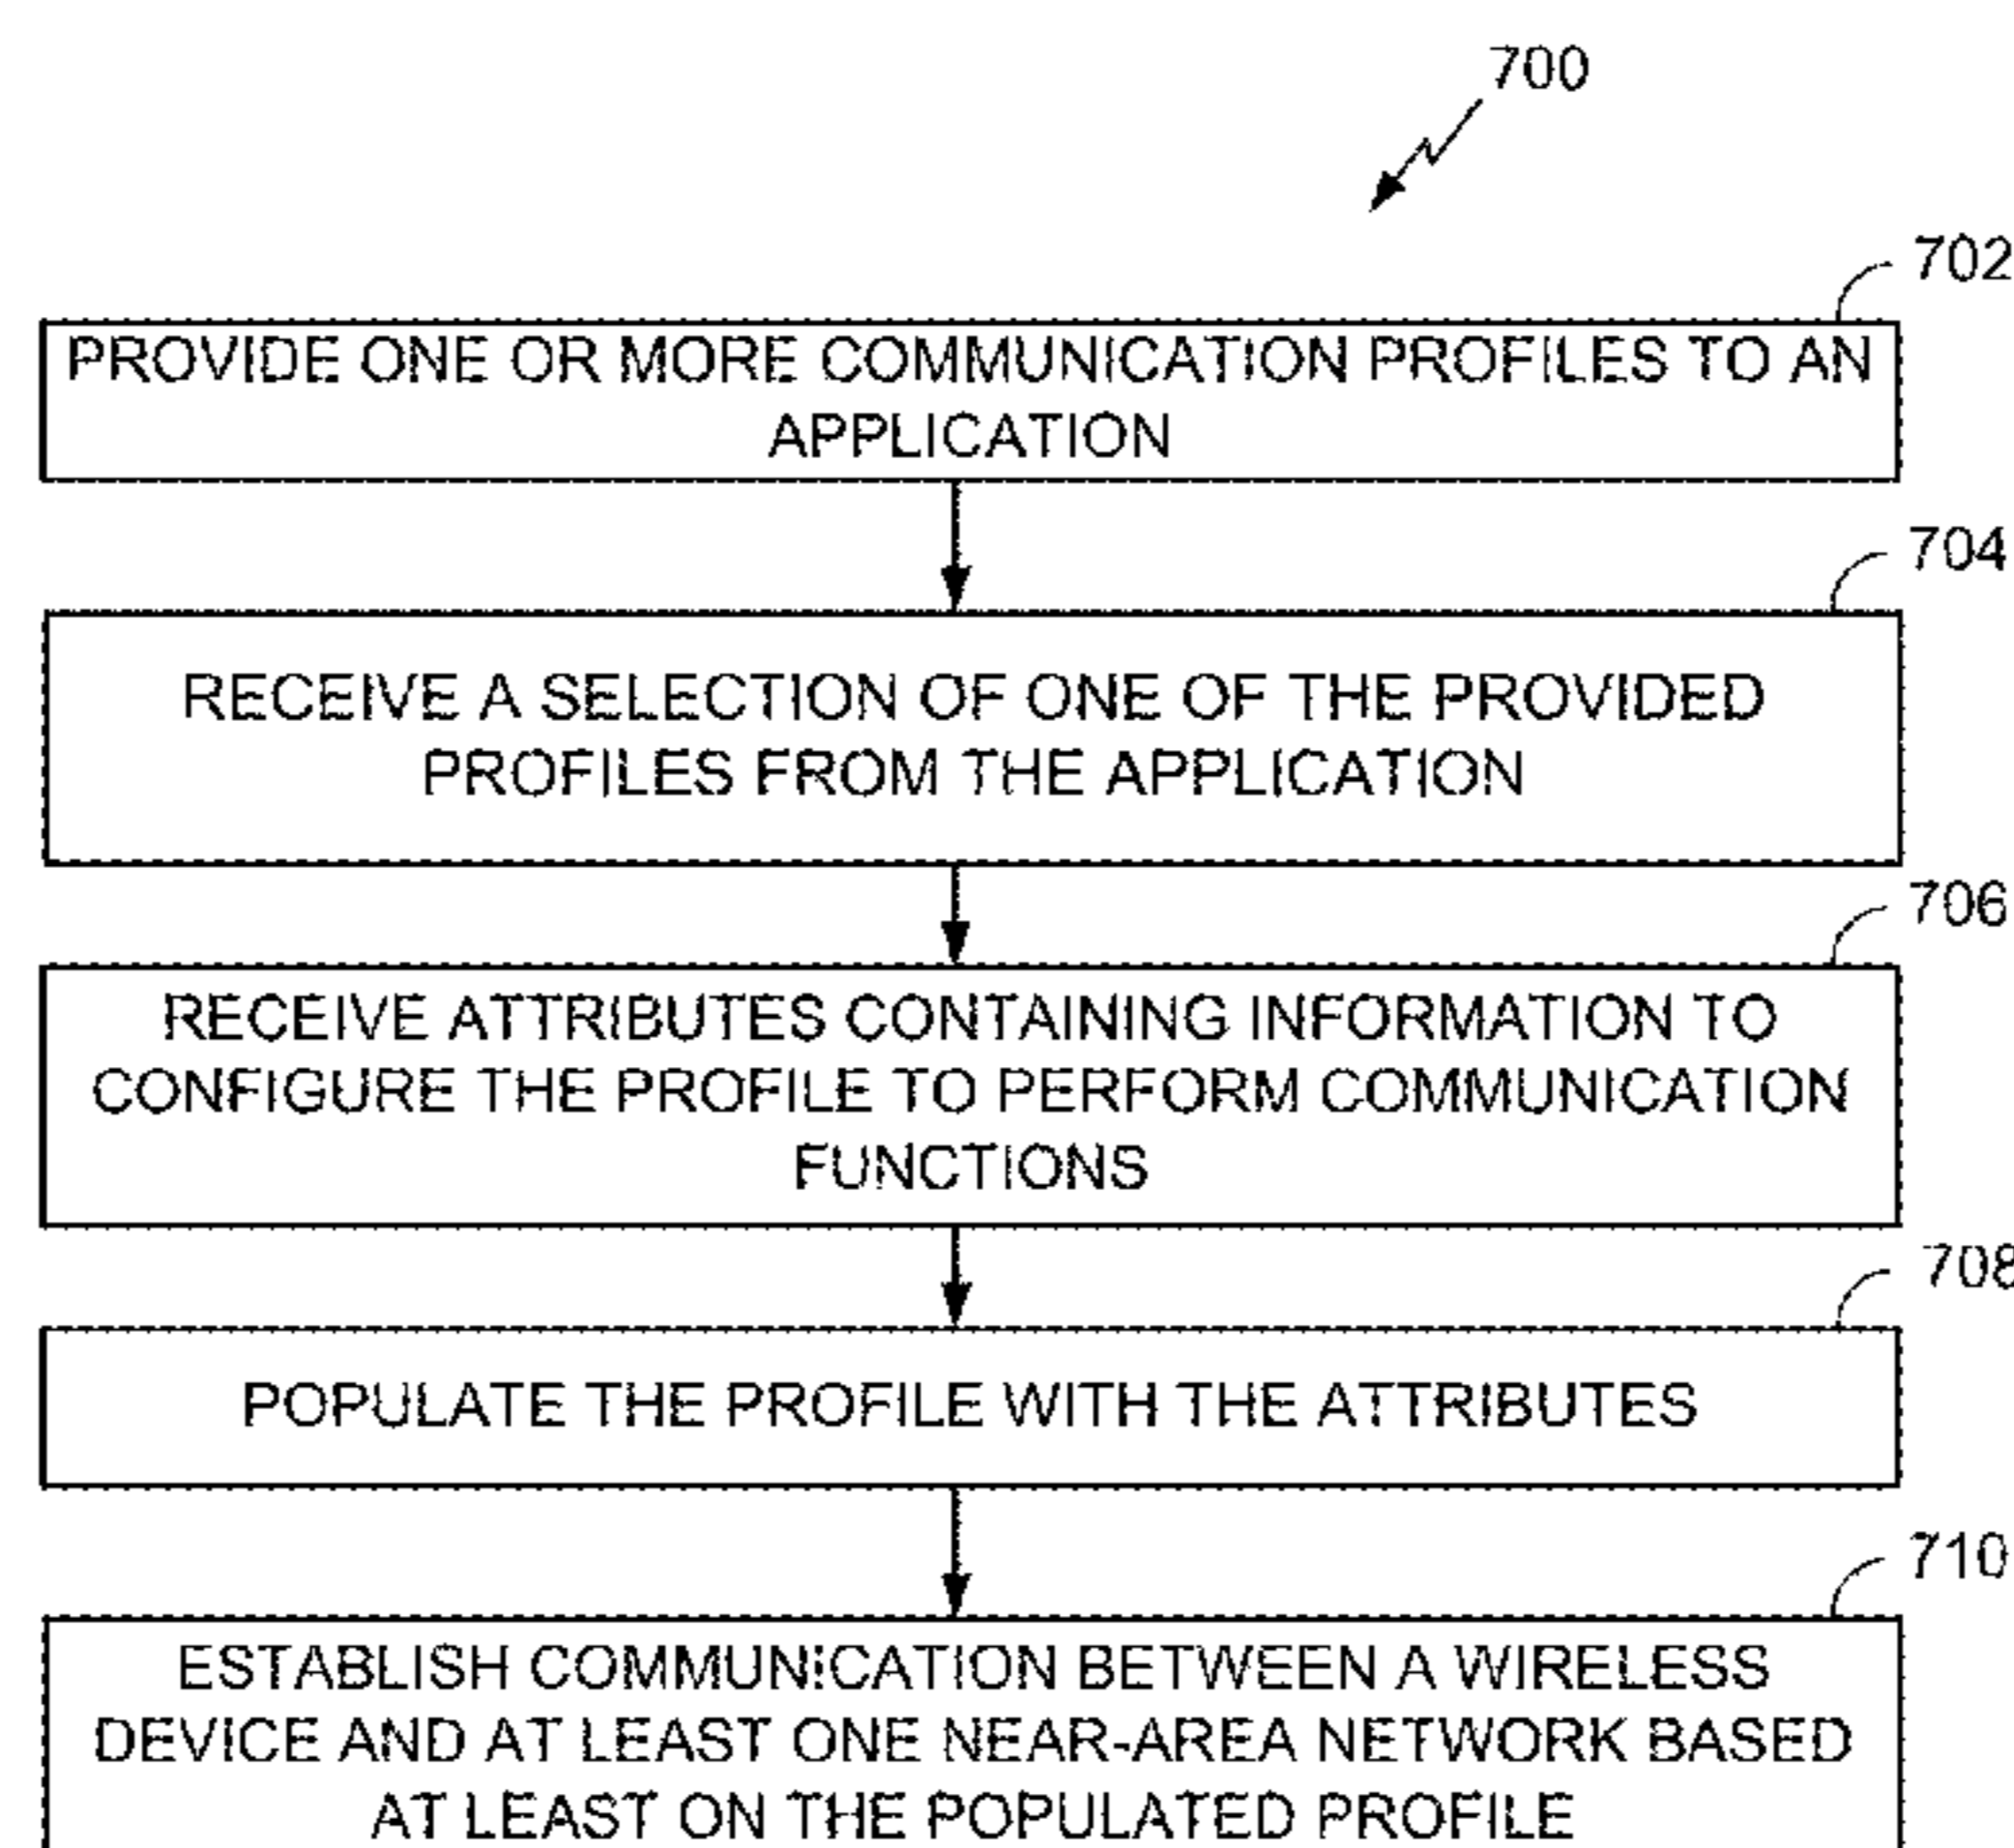 700
702
PROVIDE ONE OR MORE COMMUNICATION PROFILES TO AN
APPLICATION
704
RECEIVE A SELECTION OF ONE OF THE PROVIDED
PROFILES FROM THE APPLICATION
706
RECEIVE ATTRIBUTES CONTAINING INFORMATION TO
CONFIGURE THE PROFILE TO PERFORM COMMUNICATION
FUNCTIONS
708
POPULATE THE PROFILE WITH THE ATTRIBUTES
710
ESTABLISH COMMUNICATION BETWEEN A WIRELESS
DEVICE AND AT LEAST ONE NEAR-AREA NETWORK BASED
AT LEAST ON THE POPULATED PROFILE